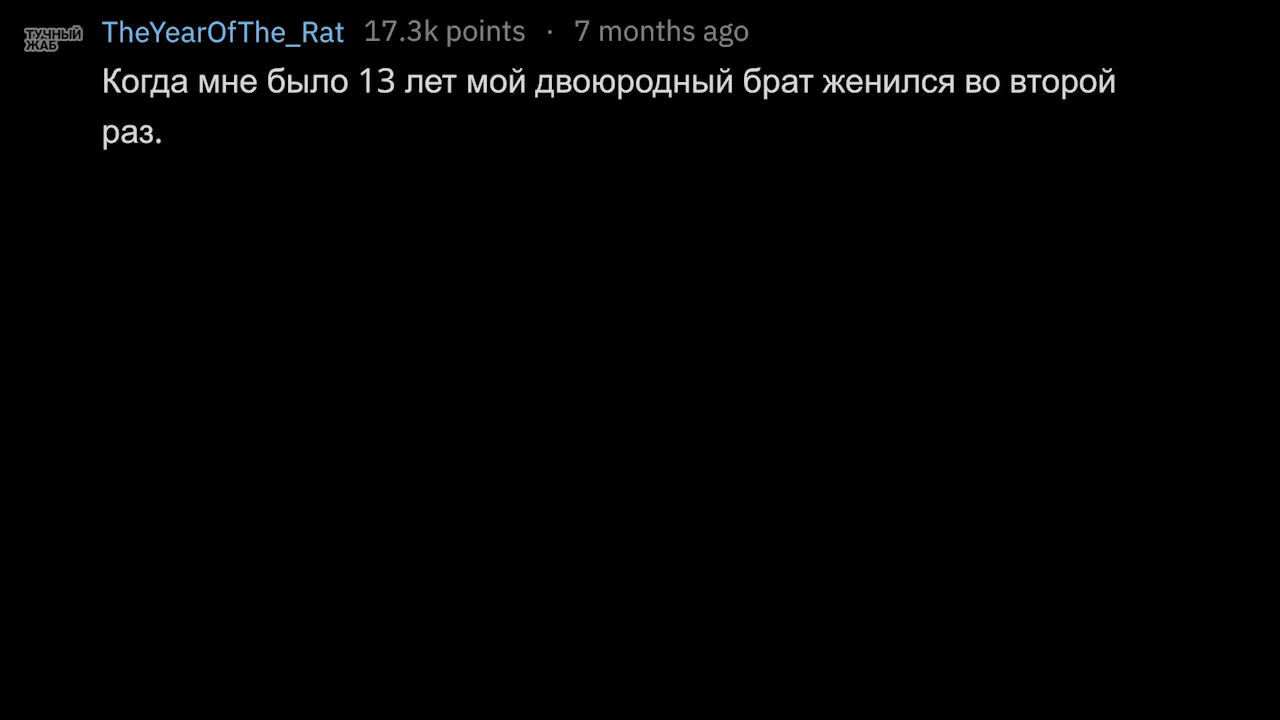 ТУЧНЫЙ
ЖАБ
TheYearOfThe_Rat 17.3k points · 7 months ago
Когда мне было 13 лет мой двоюродный брат женился во второй
раз.